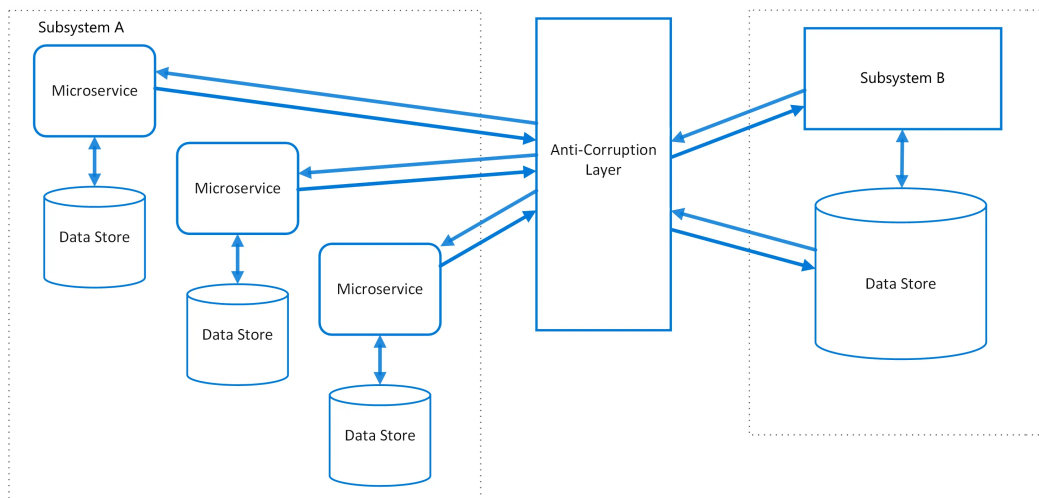 Subsystem A
Microservice
Data Store
Microservice
Data Store
Microservice
Data Store
Anti-Corruption
Layer
Subsystem B
Data Store